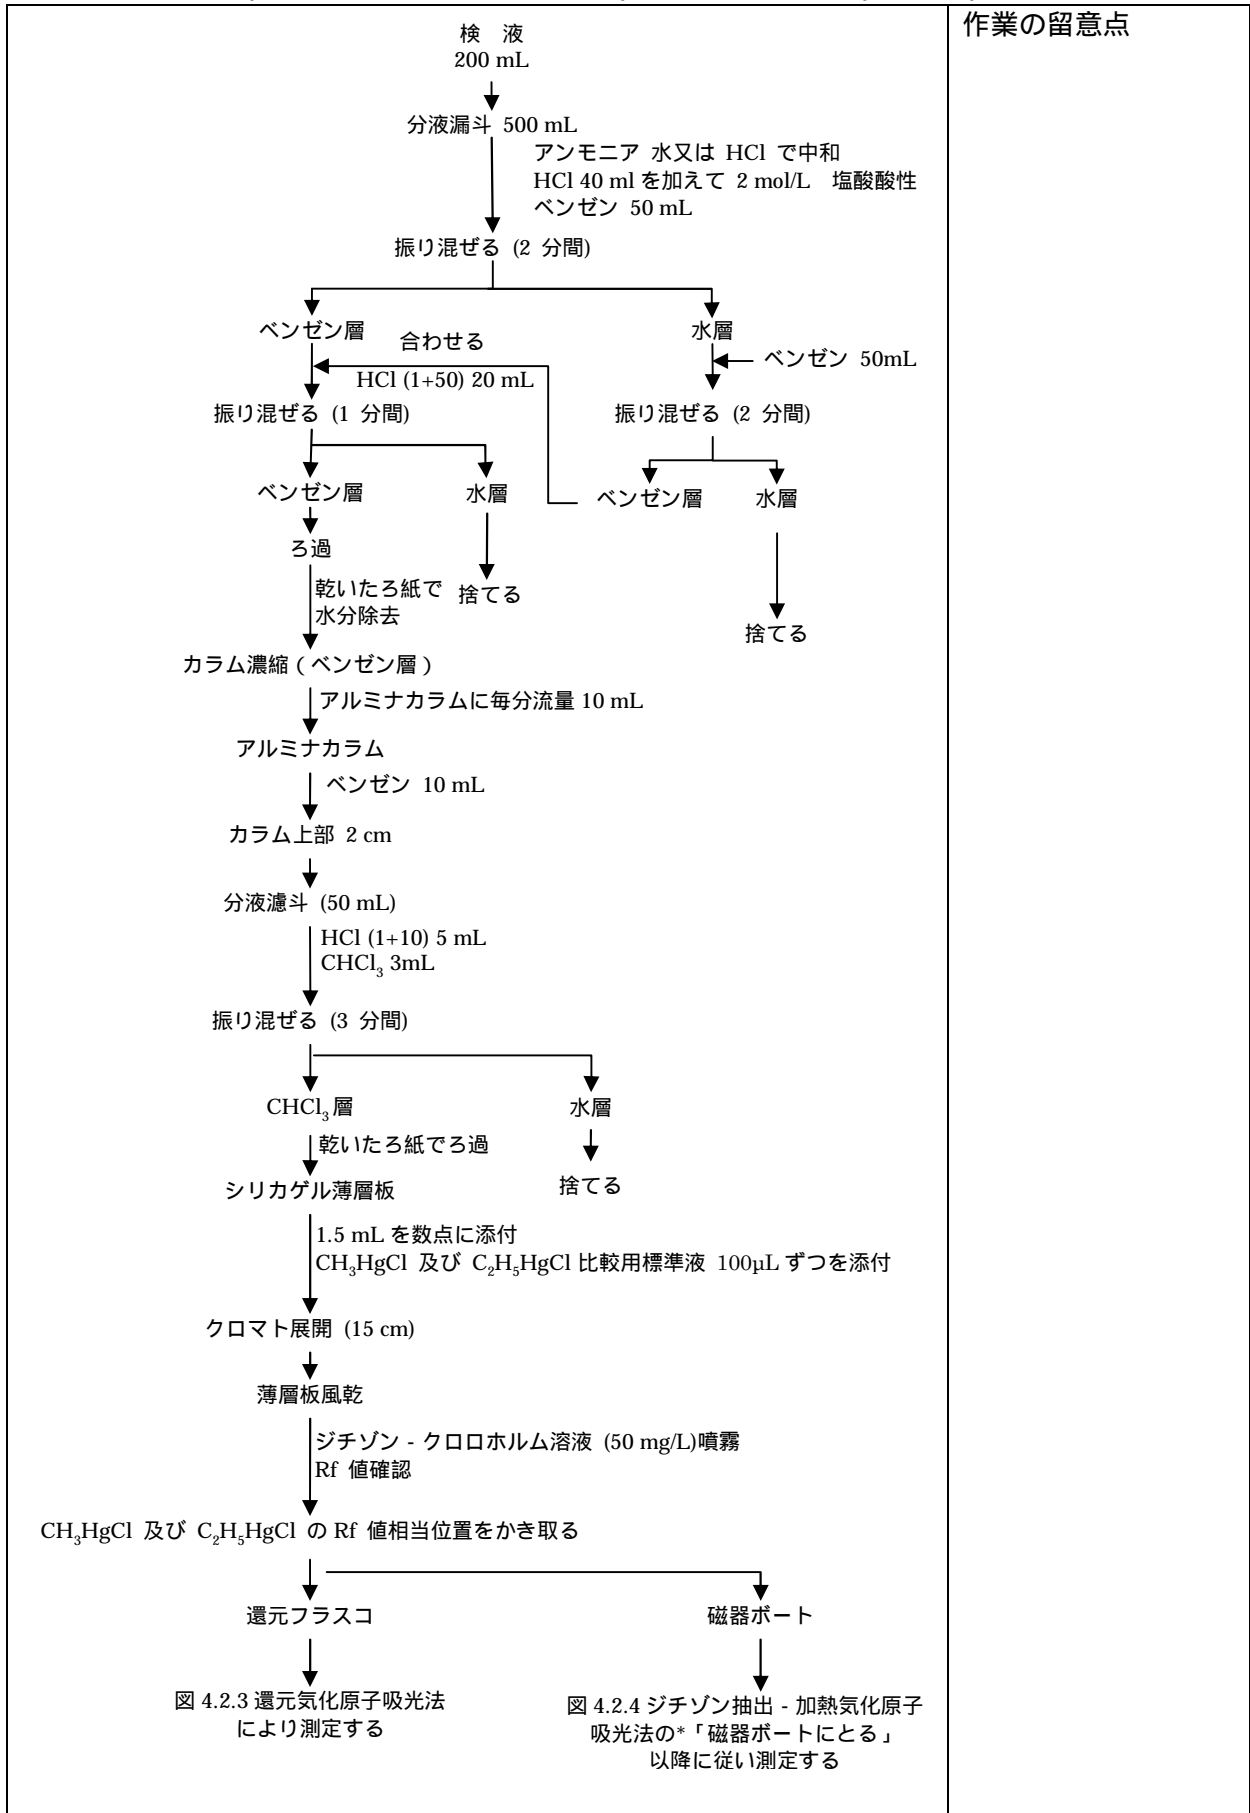 作業の留意点
検　液
200 mL
分液漏斗 500 mL
アンモニア 水又は HCl で中和
HCl 40 ml を加えて 2 mol/L　塩酸酸性
ベンゼン 50 mL
振り混ぜる (2 分間)
ベンゼン層
水層
合わせる
ベンゼン 50mL
HCl (1+50) 20 mL
振り混ぜる (1 分間)
振り混ぜる (2 分間)
ベンゼン層
水層
ベンゼン層
水層
ろ過
乾いたろ紙で
水分除去
捨てる
捨てる
カラム濃縮 ( ベンゼン層 )
アルミナカラムに毎分流量 10 mL
アルミナカラム
ベンゼン 10 mL
カラム上部 2 cm
分液濾斗 (50 mL)
HCl (1+10) 5 mL
CHCl₃ 3mL
振り混ぜる (3 分間)
CHCl₃ 層
水層
乾いたろ紙でろ過
シリカゲル薄層板
捨てる
1.5 mL を数点に添付
CH₃HgCl 及び C₂H₅HgCl 比較用標準液 100μL ずつを添付
クロマト展開 (15 cm)
薄層板風乾
ジチゾン - クロロホルム溶液 (50 mg/L)噴霧
Rf 値確認
CH₃HgCl 及び C₂H₅HgCl の Rf 値相当位置をかき取る
還元フラスコ
磁器ボート
図 4.2.3 還元気化原子吸光法
により測定する
図 4.2.4 ジチゾン抽出 - 加熱気化原子
吸光法の*「磁器ボートにとる」
以降に従い測定する